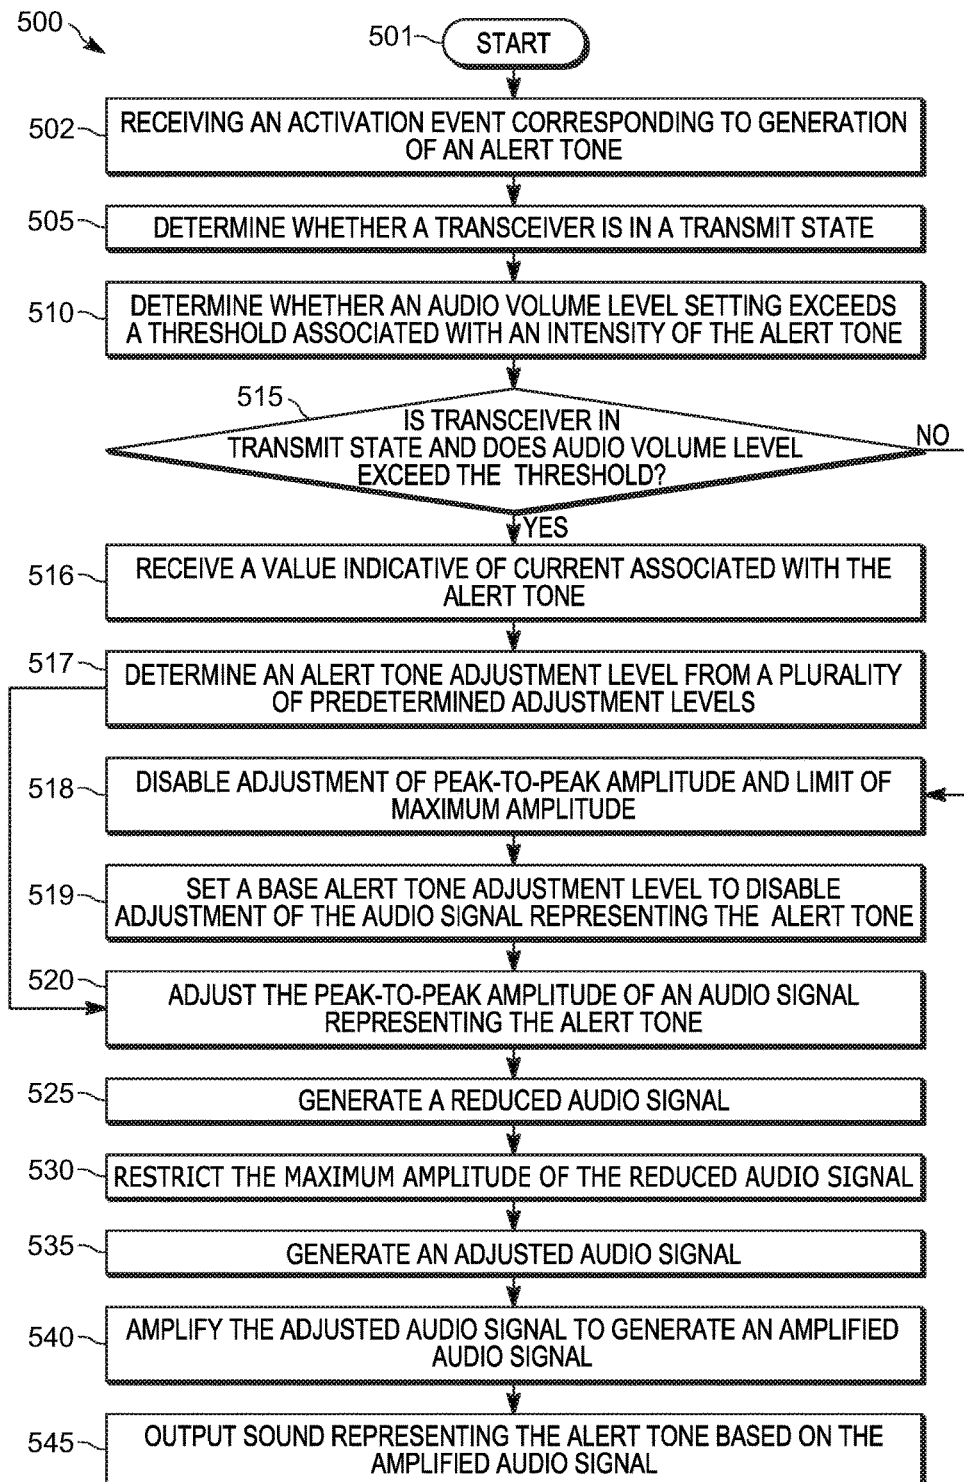 500
501
START
502
RECEIVING AN ACTIVATION EVENT CORRESPONDING TO GENERATION
OF AN ALERT TONE
505
DETERMINE WHETHER A TRANSCEIVER IS IN A TRANSMIT STATE
510
DETERMINE WHETHER AN AUDIO VOLUME LEVEL SETTING EXCEEDS
A THRESHOLD ASSOCIATED WITH AN INTENSITY OF THE ALERT TONE
515
IS TRANSCEIVER IN
TRANSMIT STATE AND DOES AUDIO VOLUME LEVEL
EXCEED THE THRESHOLD?
NO
YES
516
RECEIVE A VALUE INDICATIVE OF CURRENT ASSOCIATED WITH THE
ALERT TONE
517
DETERMINE AN ALERT TONE ADJUSTMENT LEVEL FROM A PLURALITY
OF PREDETERMINED ADJUSTMENT LEVELS
518
DISABLE ADJUSTMENT OF PEAK-TO-PEAK AMPLITUDE AND LIMIT OF
MAXIMUM AMPLITUDE
519
SET A BASE ALERT TONE ADJUSTMENT LEVEL TO DISABLE
ADJUSTMENT OF THE AUDIO SIGNAL REPRESENTING THE ALERT TONE
520
ADJUST THE PEAK-TO-PEAK AMPLITUDE OF AN AUDIO SIGNAL
REPRESENTING THE ALERT TONE
525
GENERATE A REDUCED AUDIO SIGNAL
530
RESTRICT THE MAXIMUM AMPLITUDE OF THE REDUCED AUDIO SIGNAL
535
GENERATE AN ADJUSTED AUDIO SIGNAL
540
AMPLIFY THE ADJUSTED AUDIO SIGNAL TO GENERATE AN AMPLIFIED
AUDIO SIGNAL
545
OUTPUT SOUND REPRESENTING THE ALERT TONE BASED ON THE
AMPLIFIED AUDIO SIGNAL